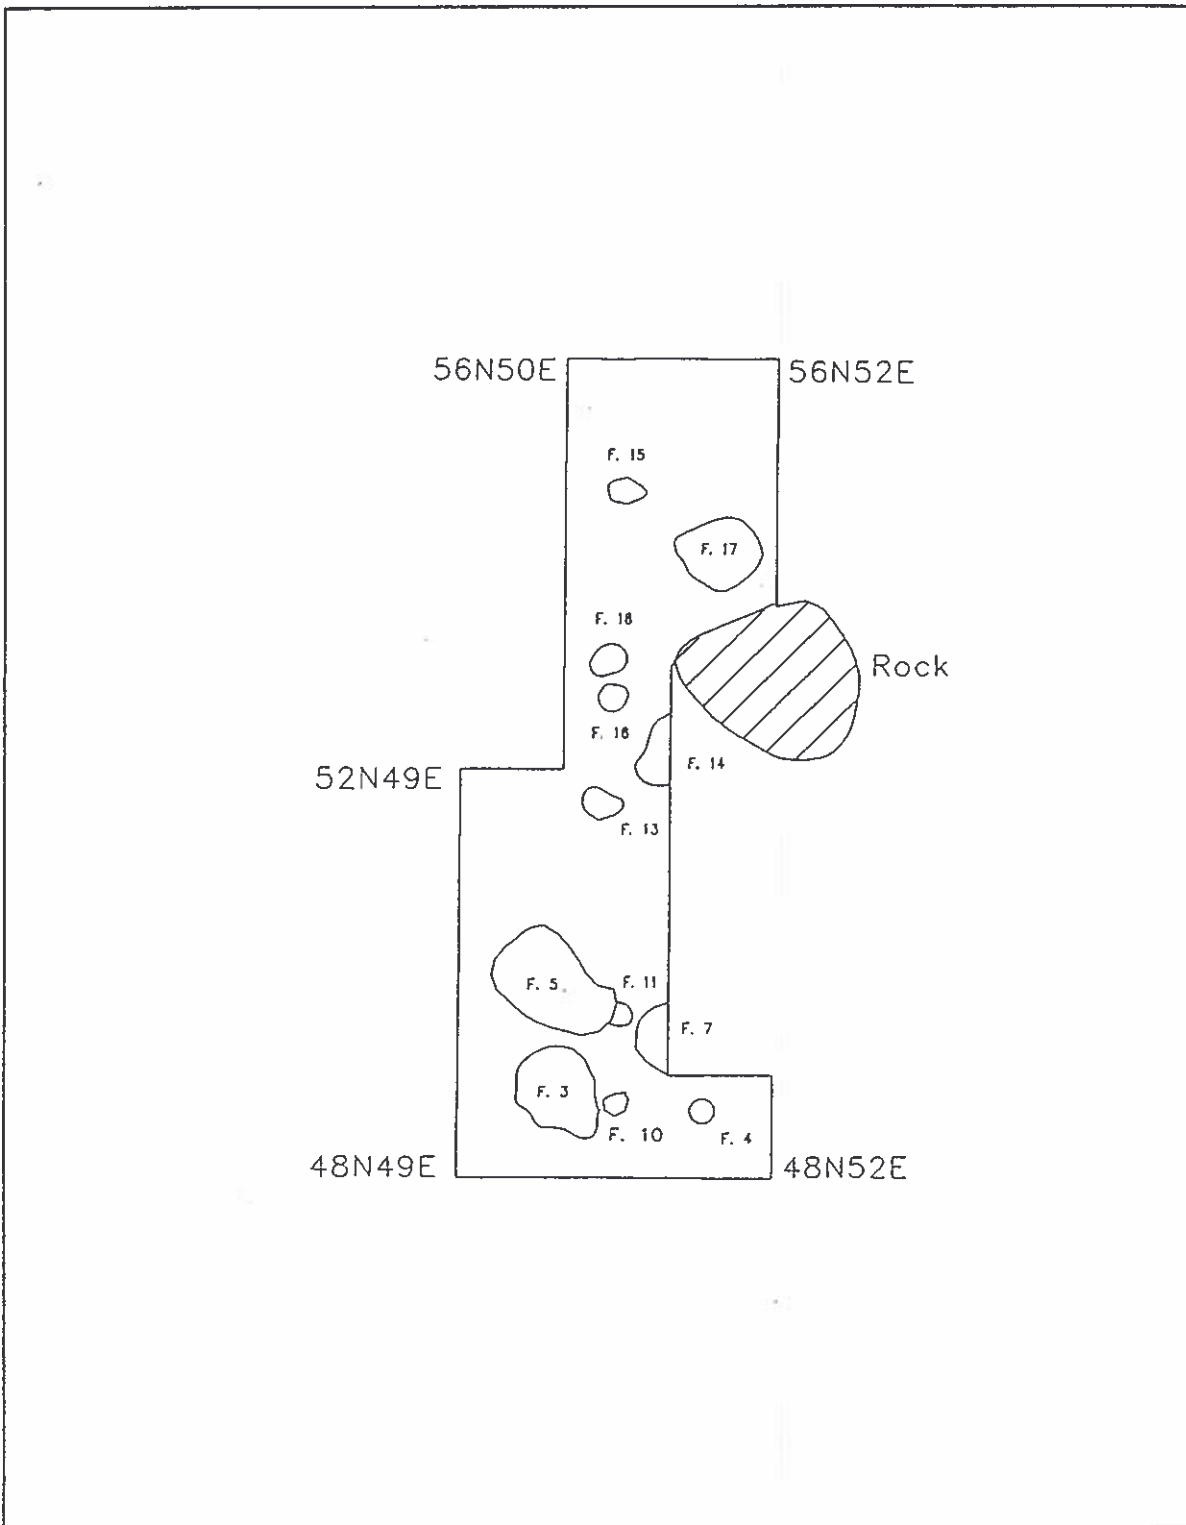 56N50E
56N52E
F. 15
F. 17
F. 18
Rock
F. 16
F. 14
52N49E
F. 13
F. 5
F. 11
F. 7
F. 3
F. 10
F. 4
48N49E
48N52E